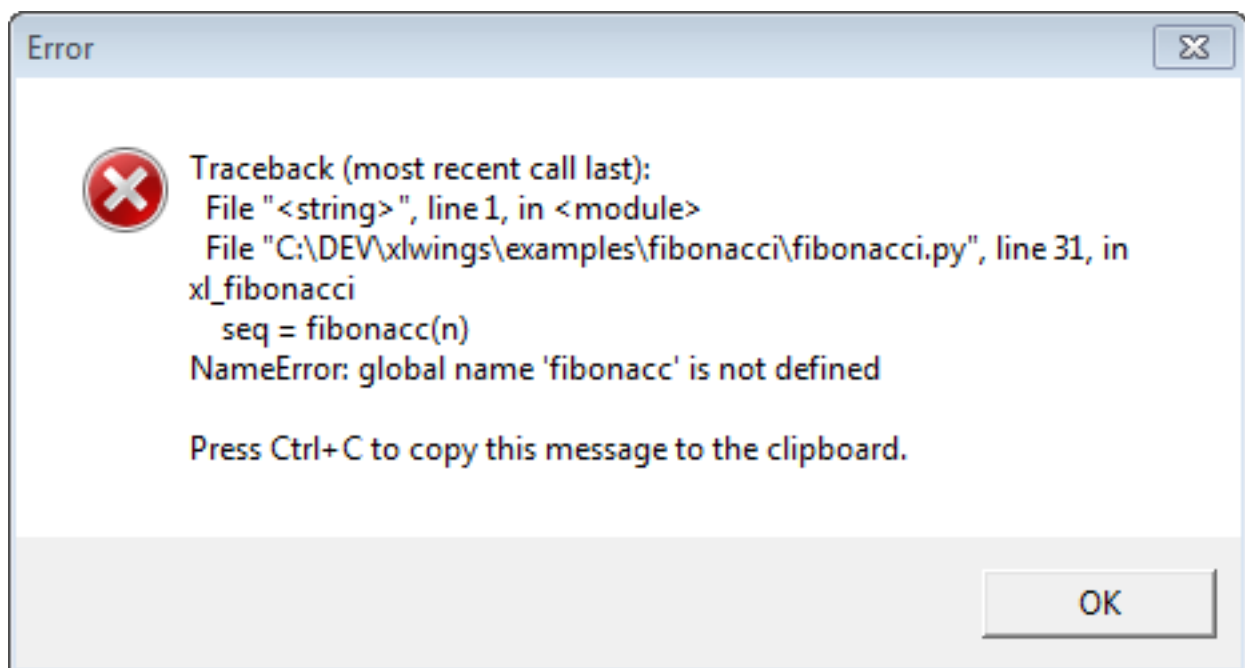 Error
Traceback (most recent call last):
File "<string>", line 1, in <module>
File "C:\DEV\xlwings\examples\fibonacci\fibonacci.py", line 31, in
xl_fibonacci
seq = fibonacc(n)
NameError: global name 'fibonacc' is not defined
Press Ctrl+C to copy this message to the clipboard.
OK